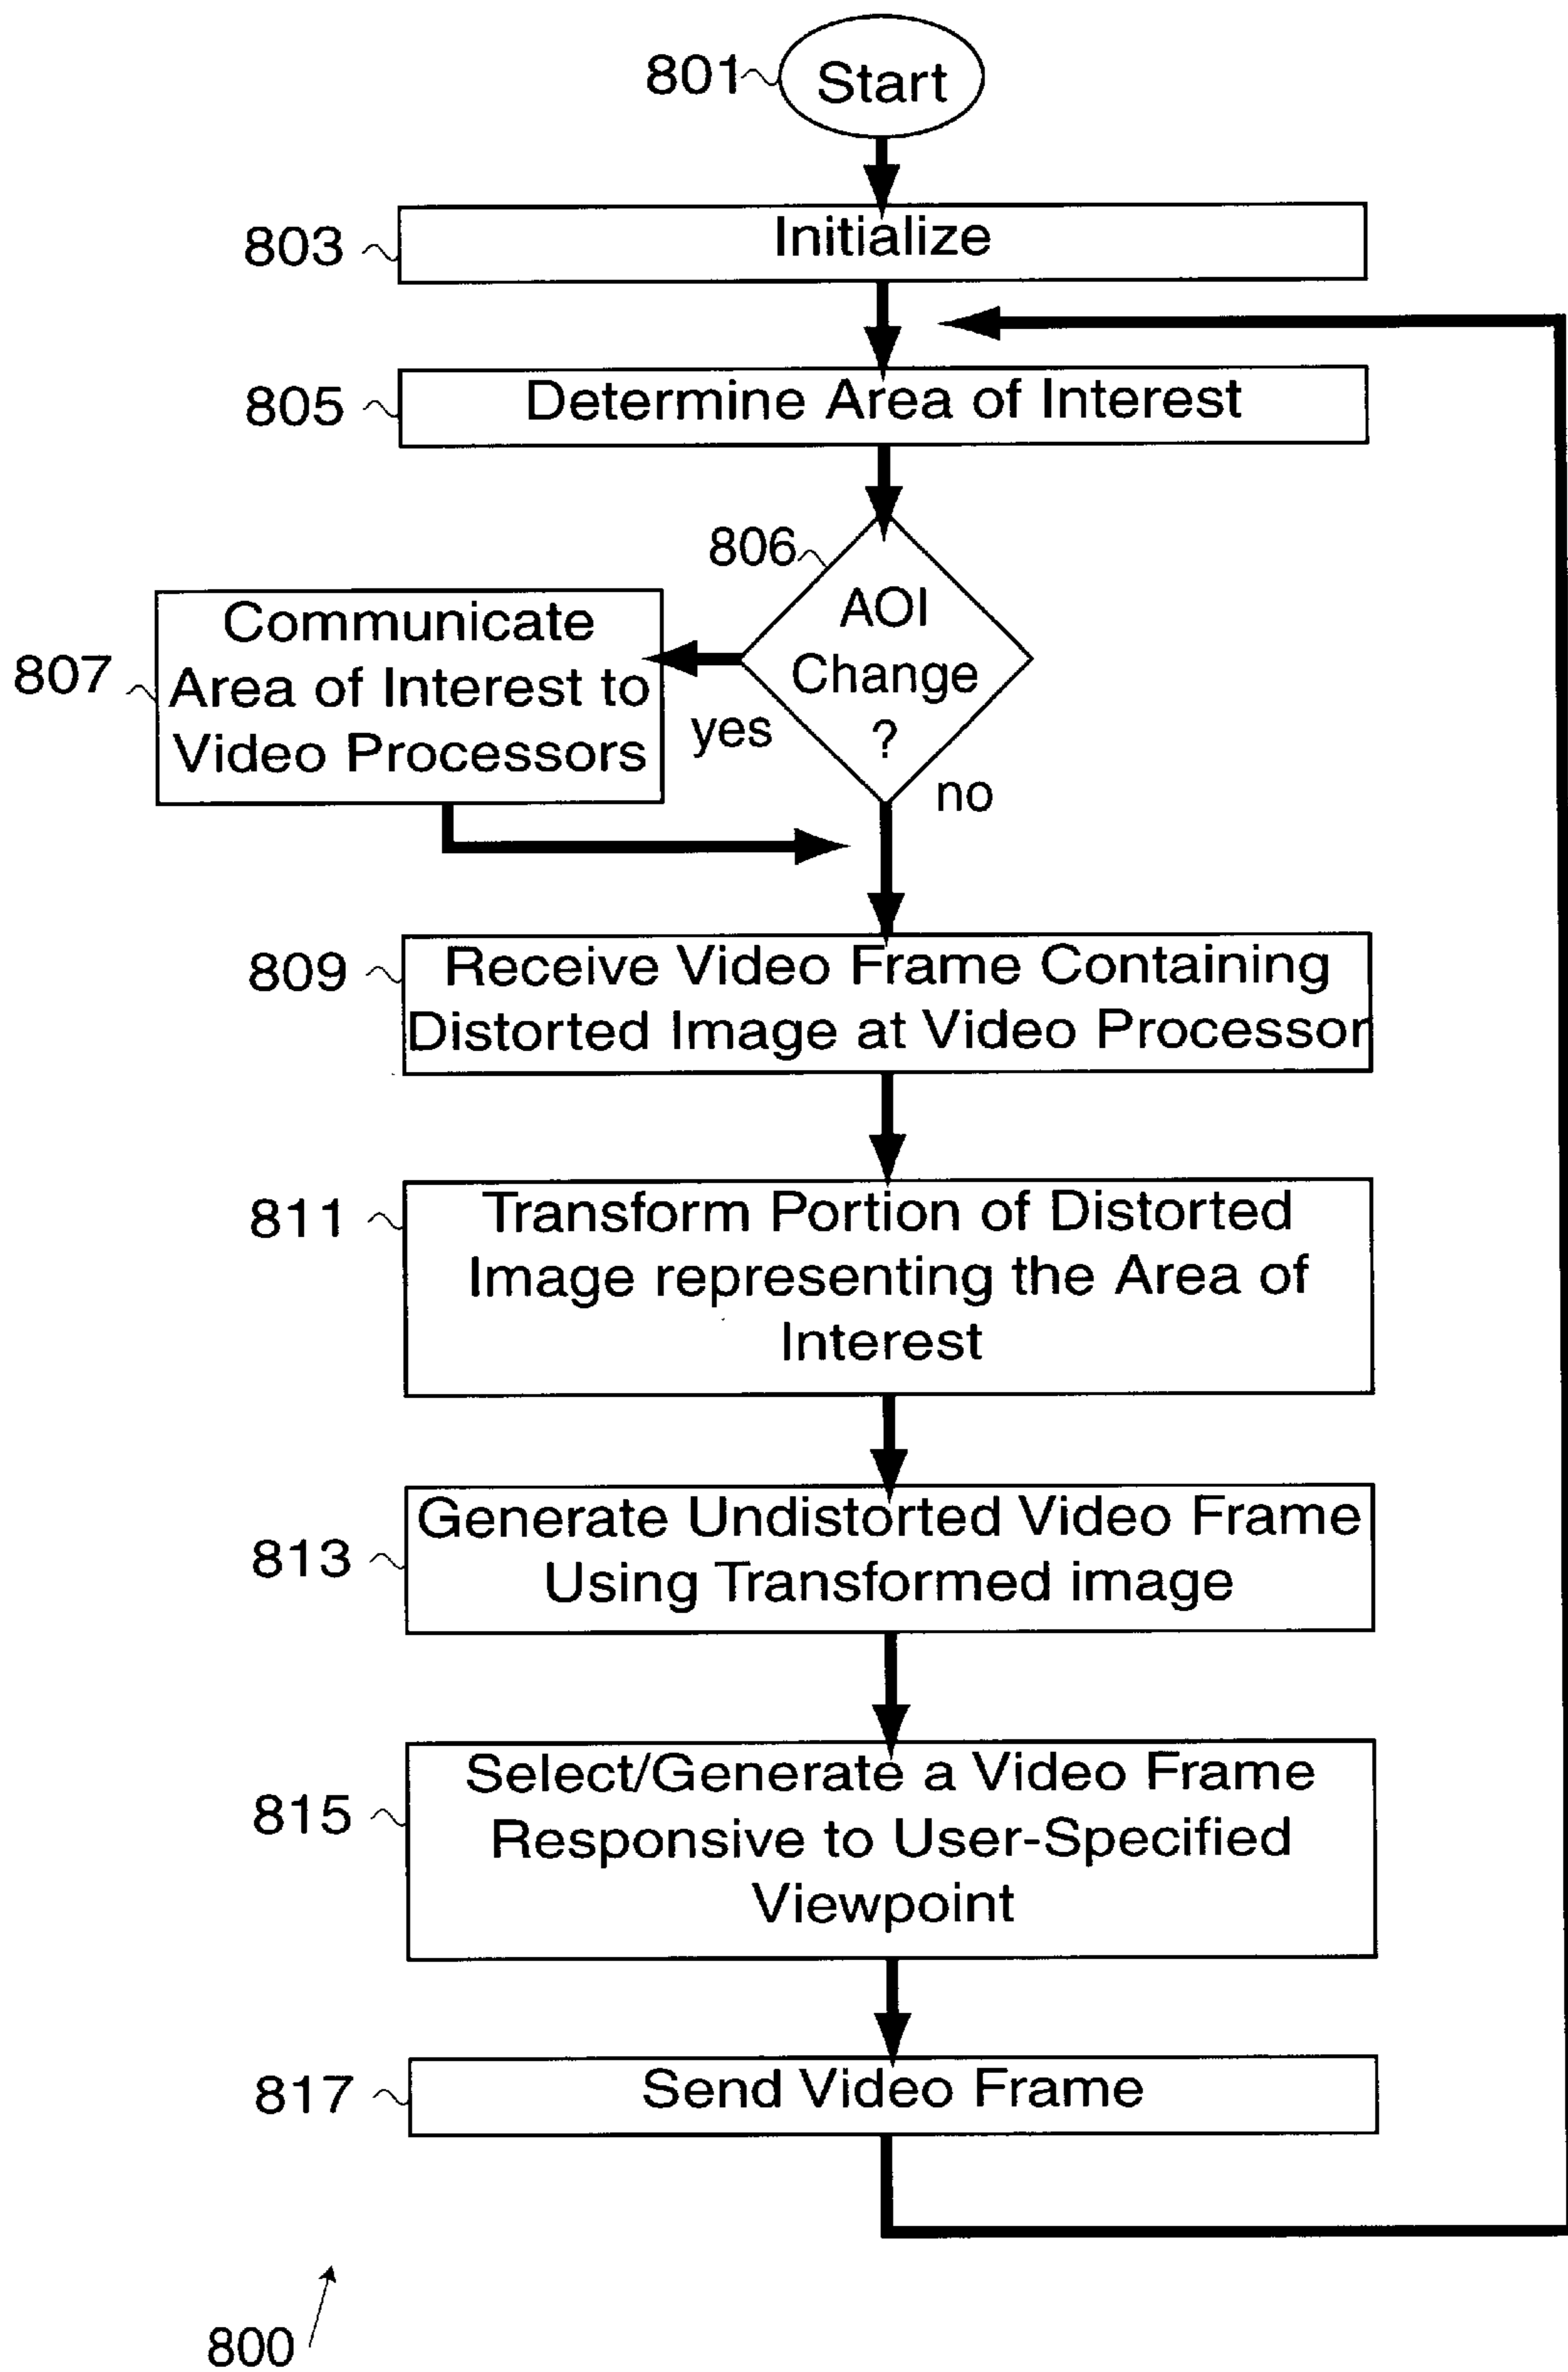 801
Start
803
Initialize
805
Determine Area of Interest
806
AOI
Change
?
yes
no
807
Communicate
Area of Interest to
Video Processors
809
Receive Video Frame Containing
Distorted Image at Video Processor
811
Transform Portion of Distorted
Image representing the Area of
Interest
813
Generate Undistorted Video Frame
Using Transformed image
815
Select/Generate a Video Frame
Responsive to User-Specified
Viewpoint
817
Send Video Frame
800